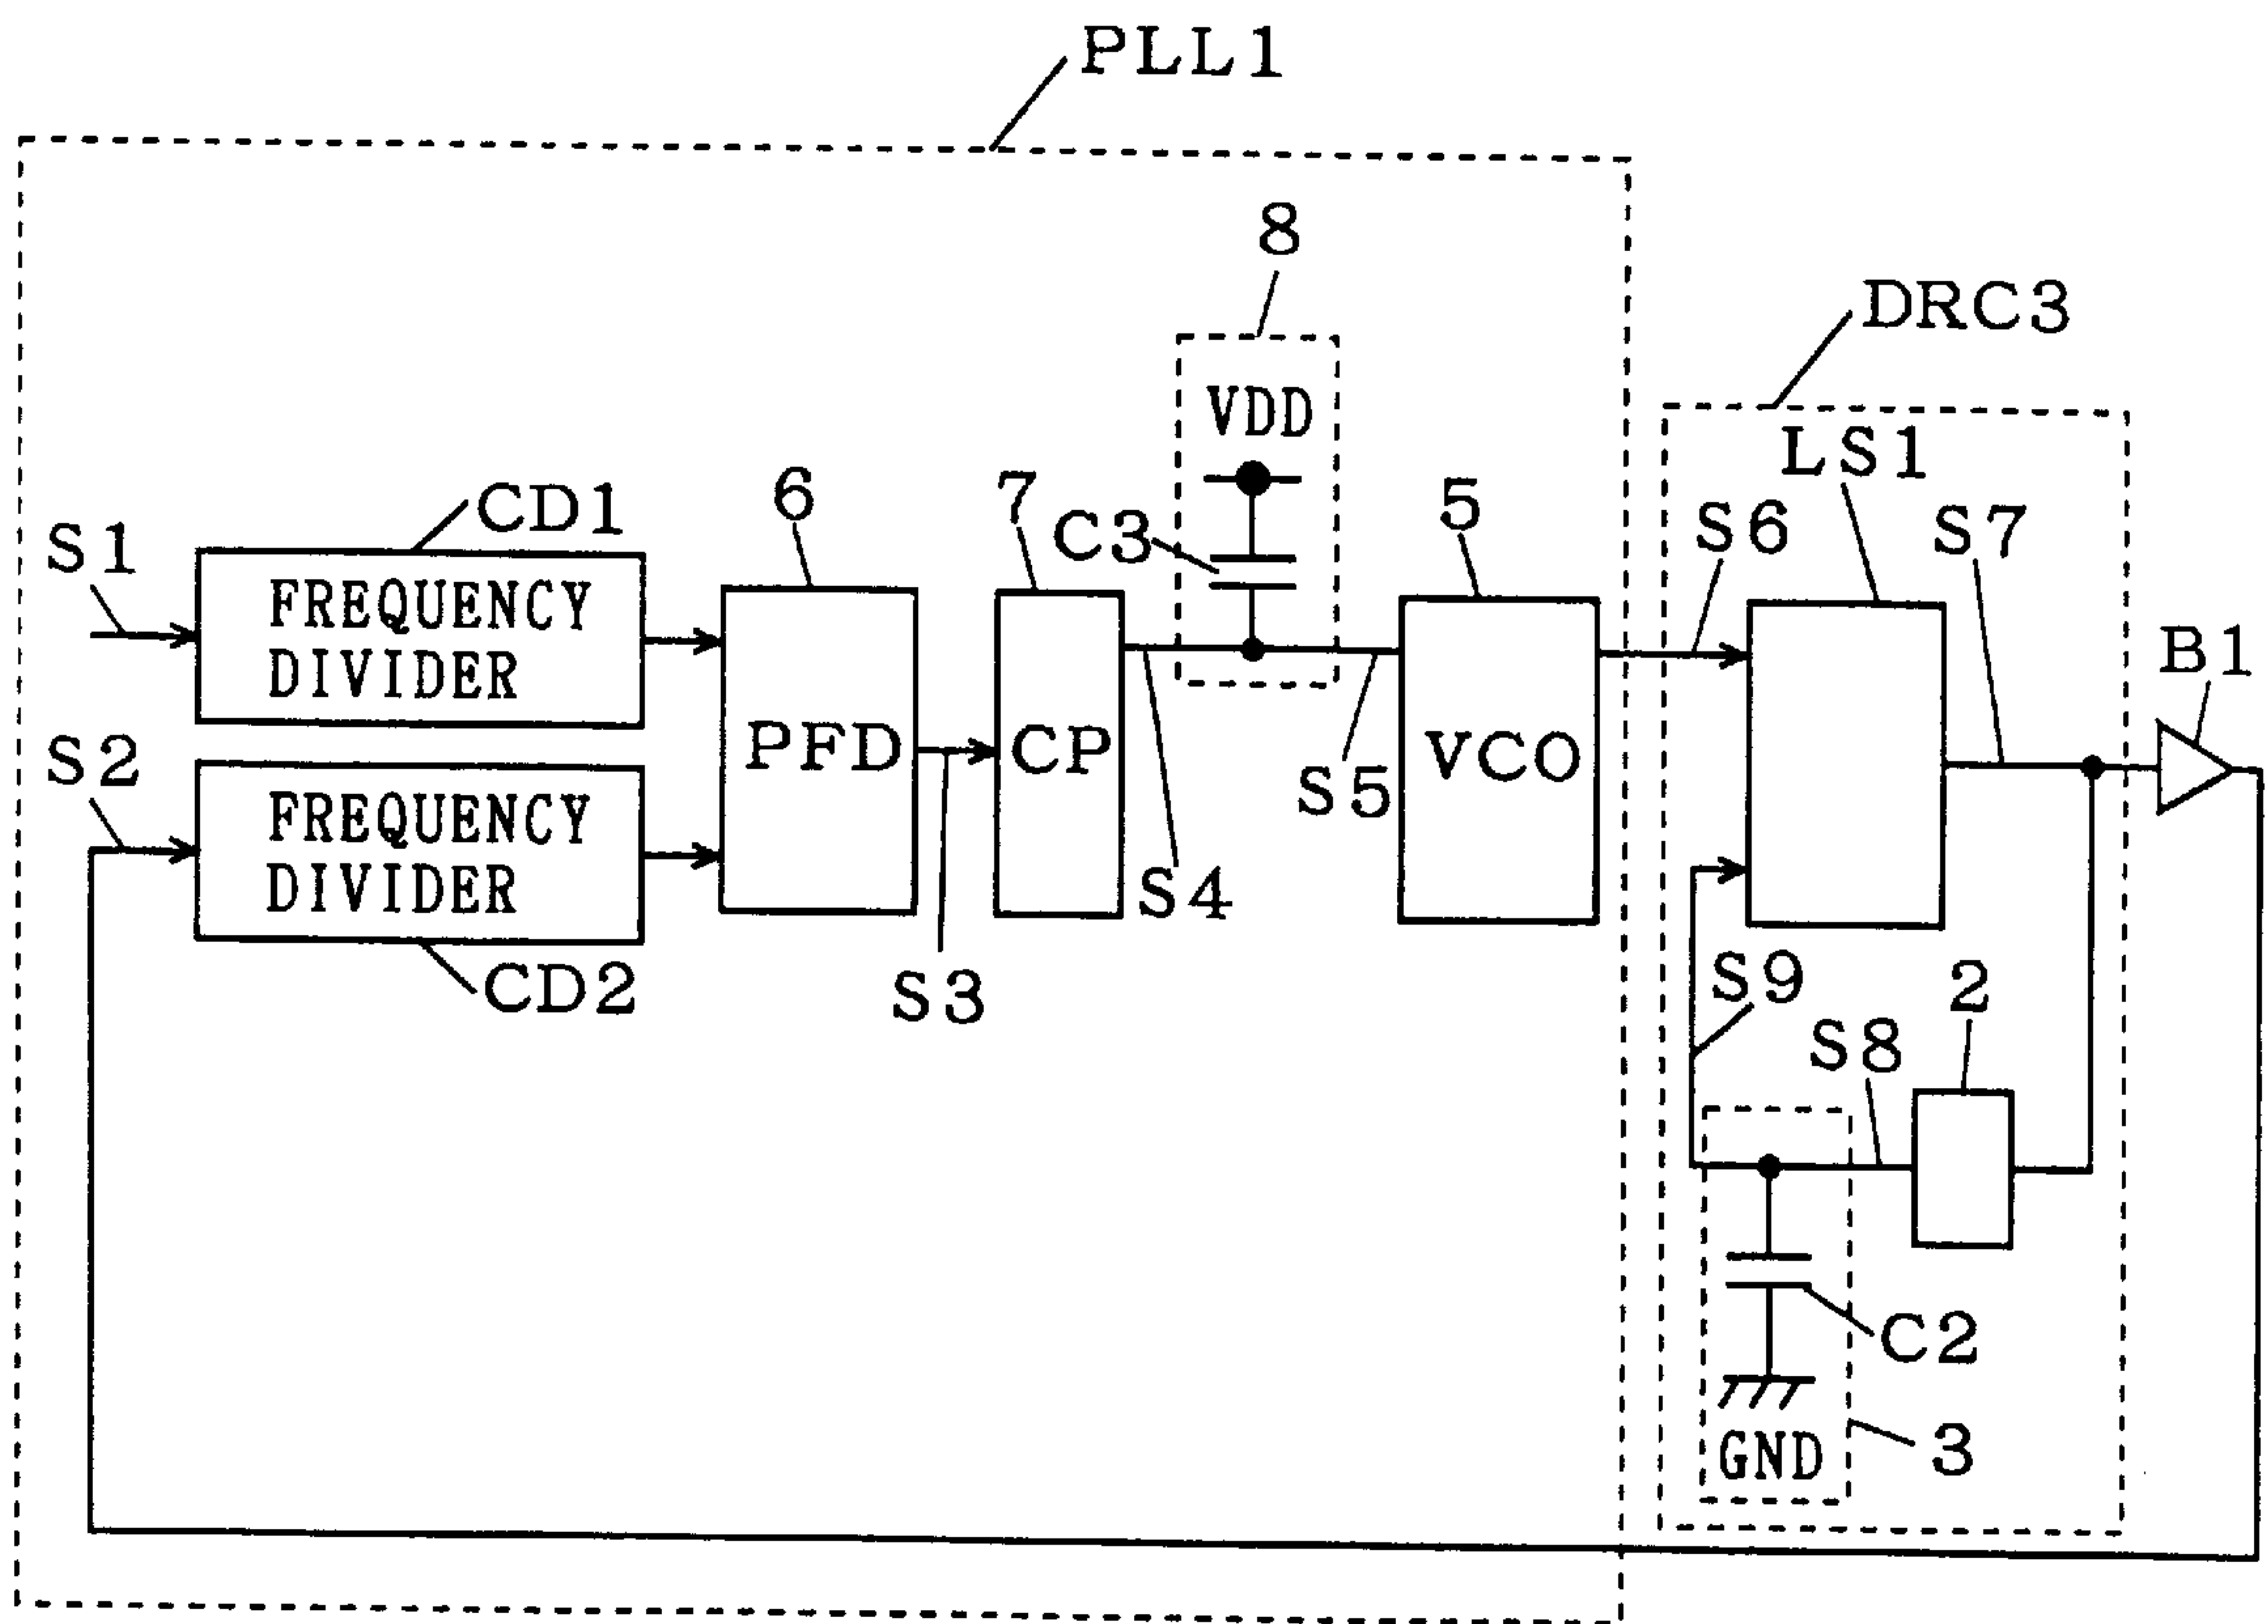 PLL1
8
DRC3
VDD
LS1
CD1
6
7
C3
5
S6
S7
S1
FREQUENCY
DIVIDER
B1
S2
PFD
CP
S5
VCO
FREQUENCY
DIVIDER
S4
CD2
S3
S9
2
S8
C2
GND
3